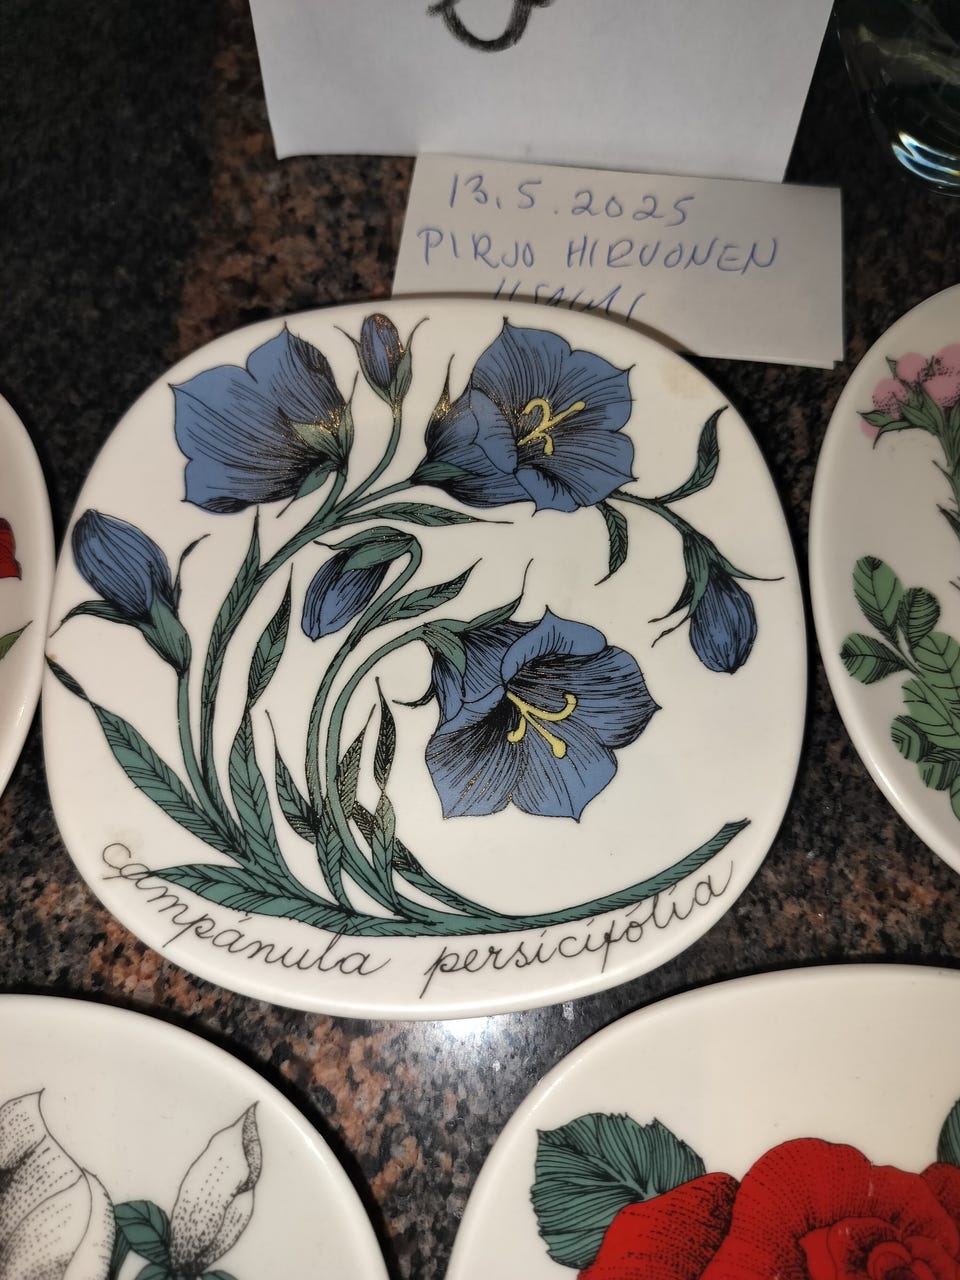 13.5.2025
PIRJO HIRVONEN
campánula persicifólia